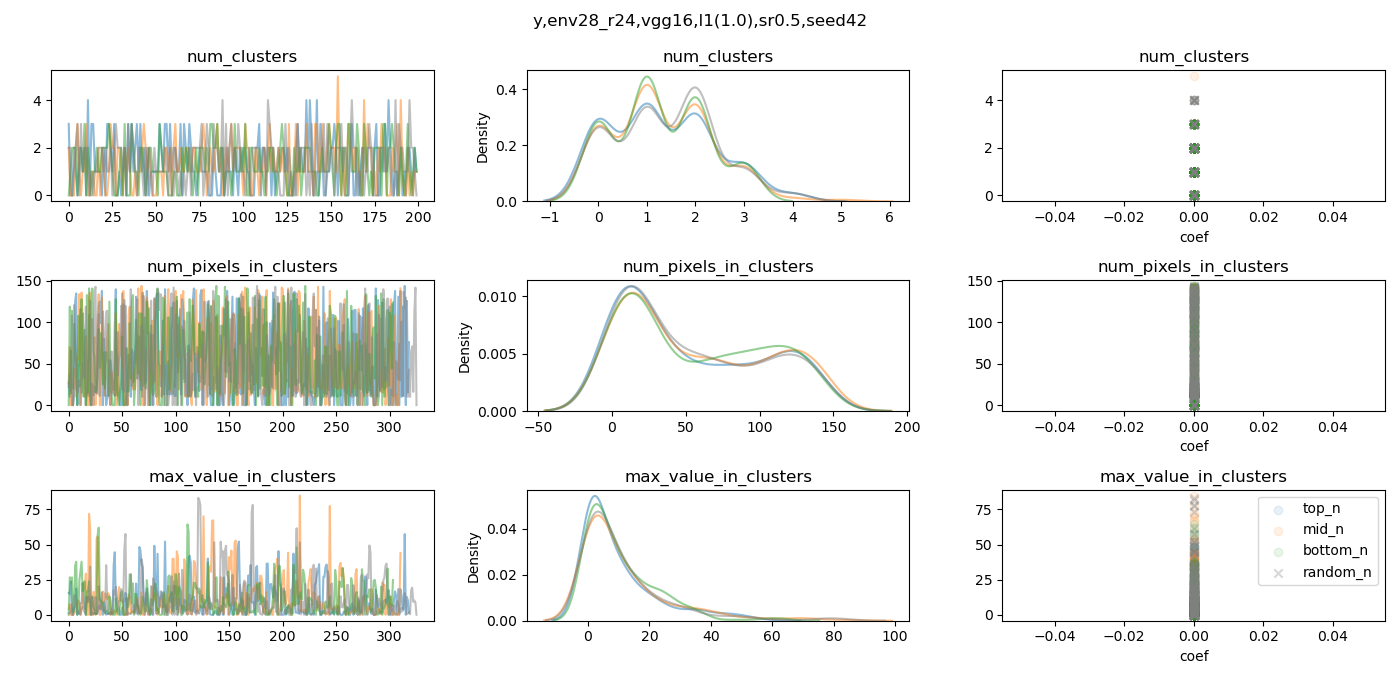 y,env28_r24,vgg16,l1(1.0),sr0.5,seed42
num_clusters
num_clusters
num_clusters
4
2
0
0 25 50 75 100 125 150 175 200
Density
0.4
0.2
0.0
−1 0 1 2 3 4 5 6
4
2
0
−0.04 −0.02 0.00 0.02 0.04
coef
num_pixels_in_clusters
num_pixels_in_clusters
num_pixels_in_clusters
150
100
50
0
0 50 100 150 200 250 300
Density
0.010
0.005
0.000
−50 0 50 100 150 200
150
100
50
0
−0.04 −0.02 0.00 0.02 0.04
coef
max_value_in_clusters
max_value_in_clusters
max_value_in_clusters
75
50
25
0
0 50 100 150 200 250 300
Density
0.04
0.02
0.00
0 20 40 60 80 100
75
50
25
0
−0.04 −0.02 0.00 0.02 0.04
coef
top_n
mid_n
bottom_n
random_n